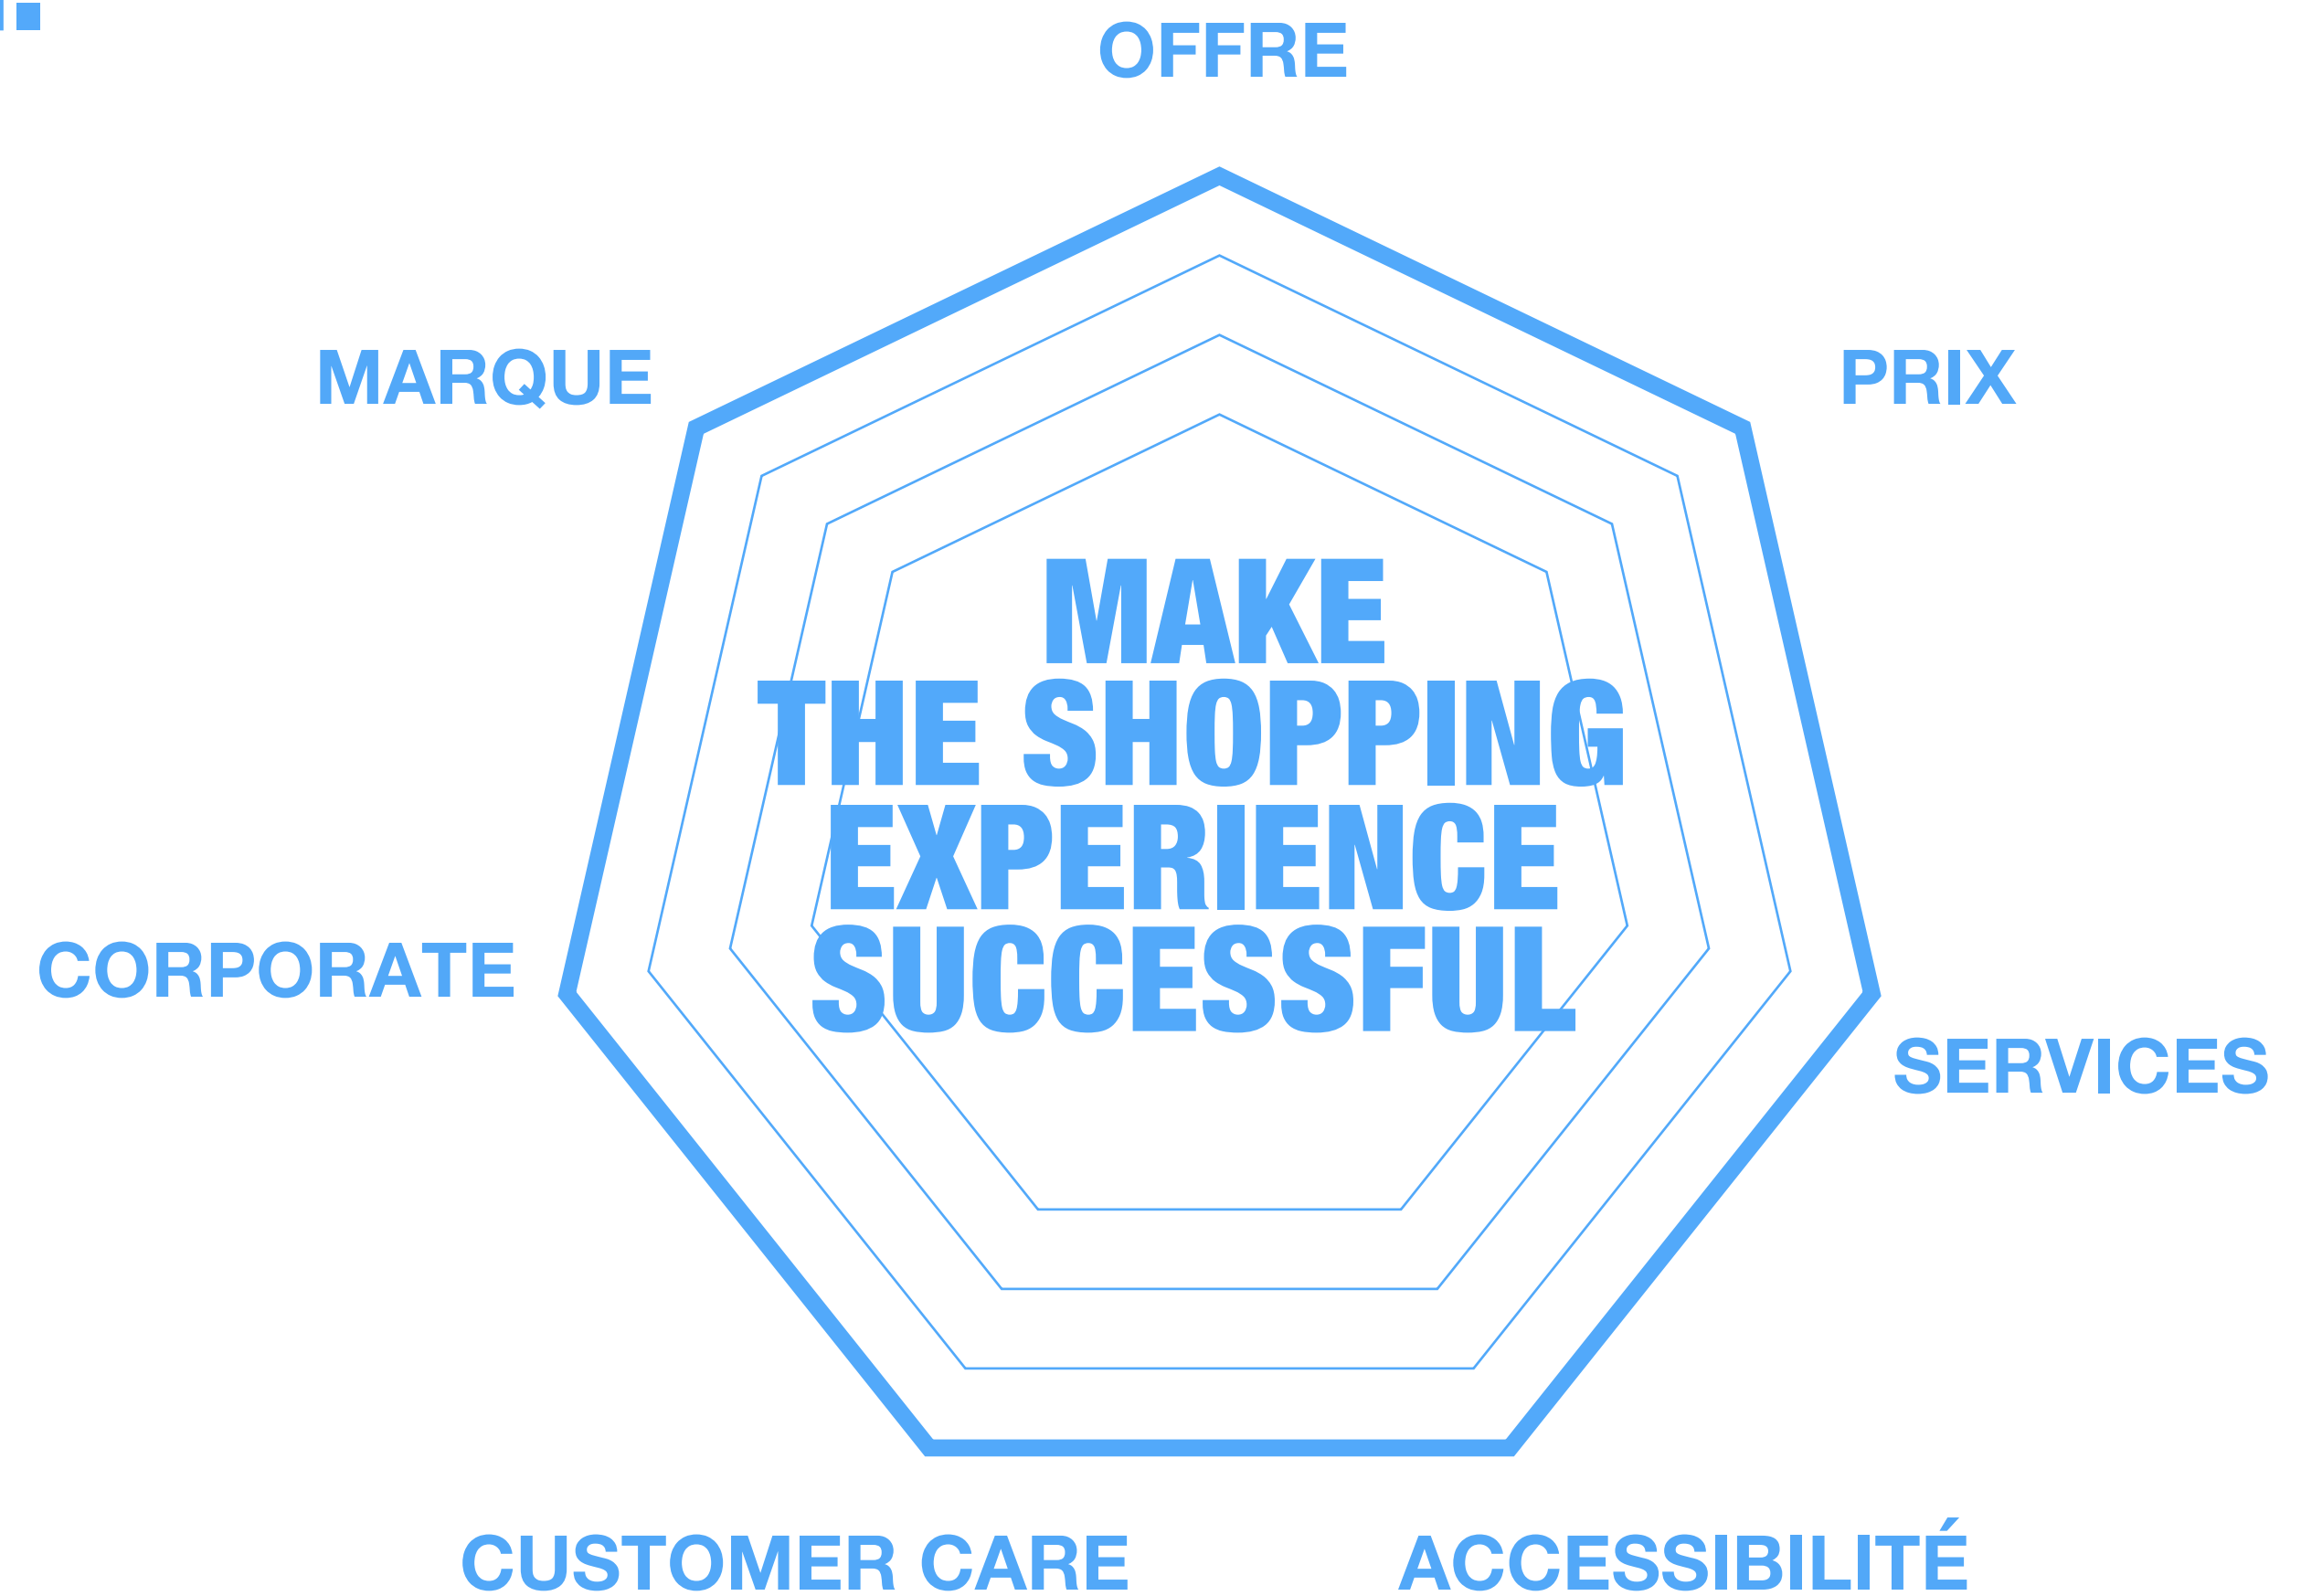 OFFRE
MARQUE
PRIX
MAKE
THE SHOPPING
EXPERIENCE
SUCCESSFUL
CORPORATE
SERVICES
CUSTOMER CARE
ACCESSIBILITÉ